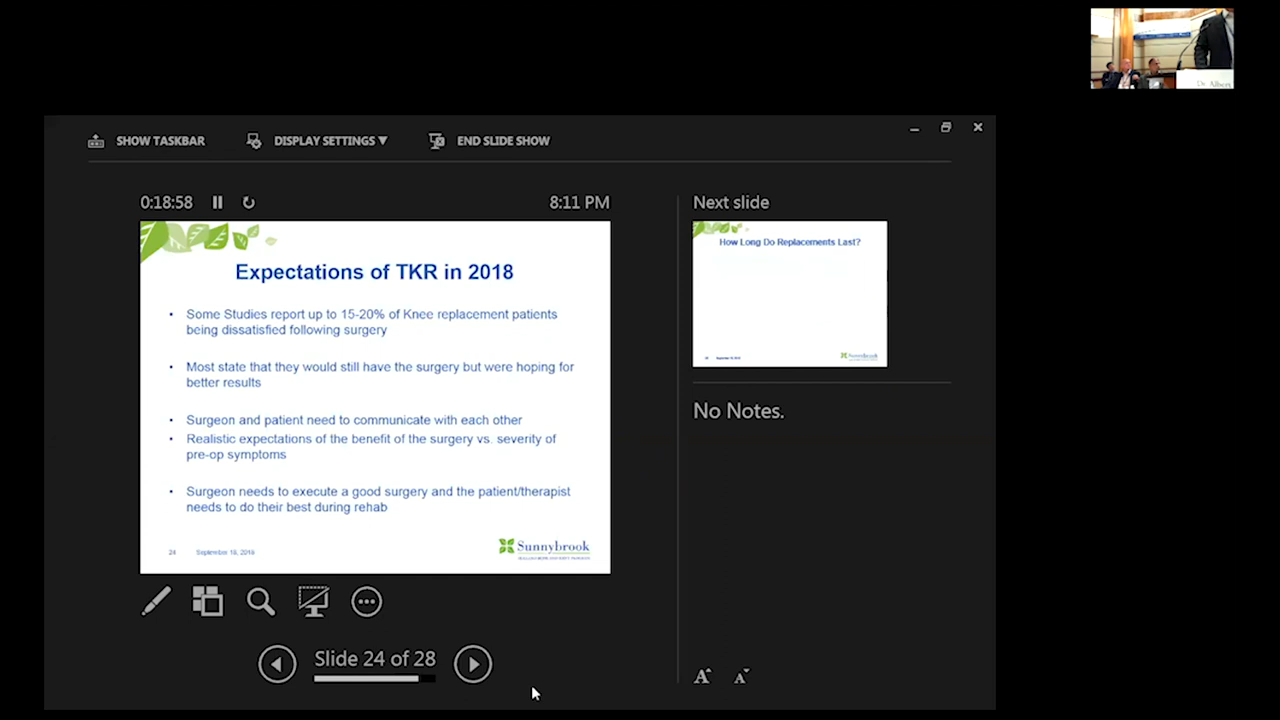 Dr. Albert
SHOW TASKBAR
DISPLAY SETTINGS ▼
END SLIDE SHOW
0:18:58
8:11 PM
Expectations of TKR in 2018
• Some Studies report up to 15-20% of Knee replacement patients
being dissatisfied following surgery
• Most state that they would still have the surgery but were hoping for
better results
• Surgeon and patient need to communicate with each other
• Realistic expectations of the benefit of the surgery vs. severity of
pre-op symptoms
• Surgeon needs to execute a good surgery and the patient/therapist
needs to do their best during rehab
24
Sunnybrook
Slide 24 of 28
Next slide
How Long Do Replacements Last?
Sunnybrook
No Notes.
A A